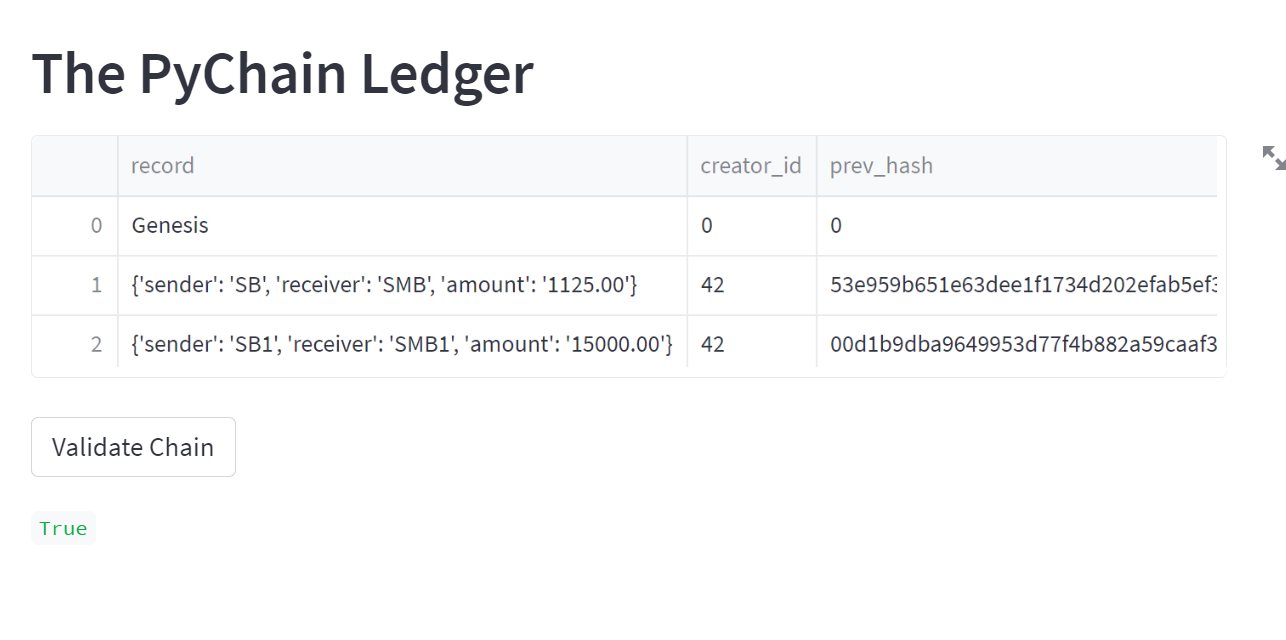 The PyChain Ledger
record creator_id prev_hash
0 Genesis 0 0
1 {'sender': 'SB', 'receiver': 'SMB', 'amount': '1125.00'} 42 53e959b651e63dee1f1734d202efab5ef3
2 {'sender': 'SB1', 'receiver': 'SMB1', 'amount': '15000.00'} 42 00d1b9dba9649953d77f4b882a59caaf3
Validate Chain
True